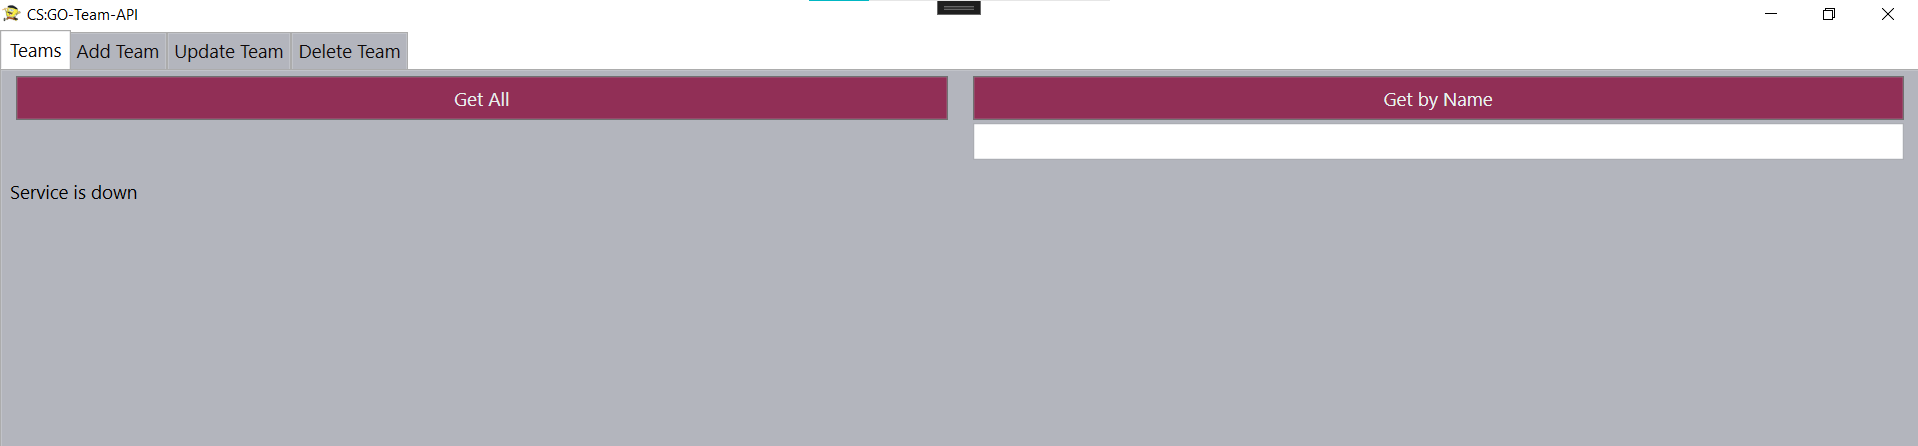 CS:GO-Team-API
Teams Add Team Update Team Delete Team
Get All Get by Name
Service is down